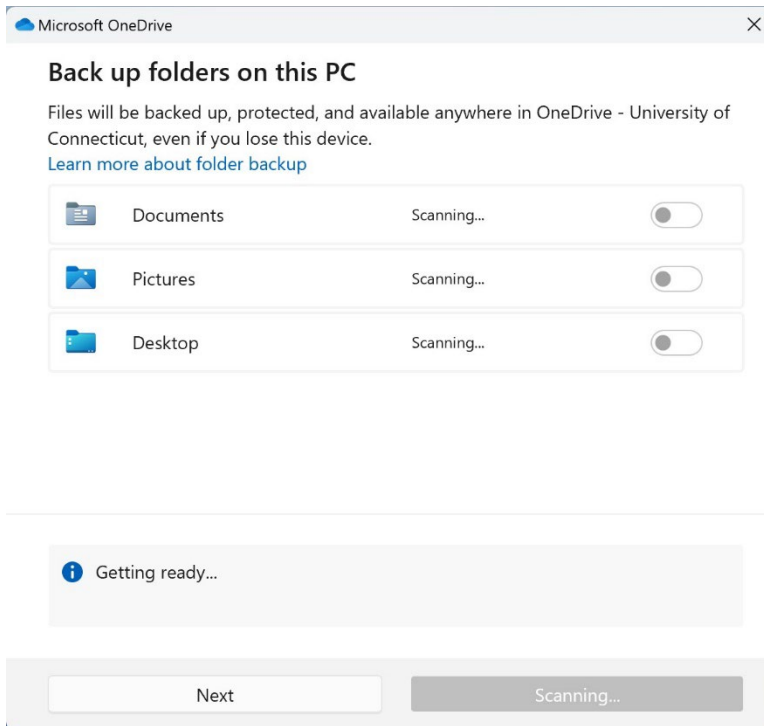 Microsoft OneDrive
Back up folders on this PC
Files will be backed up, protected, and available anywhere in OneDrive - University of
Connecticut, even if you lose this device.
Learn more about folder backup
Documents Scanning...
Pictures Scanning...
Desktop Scanning...
Getting ready...
Next Scanning...